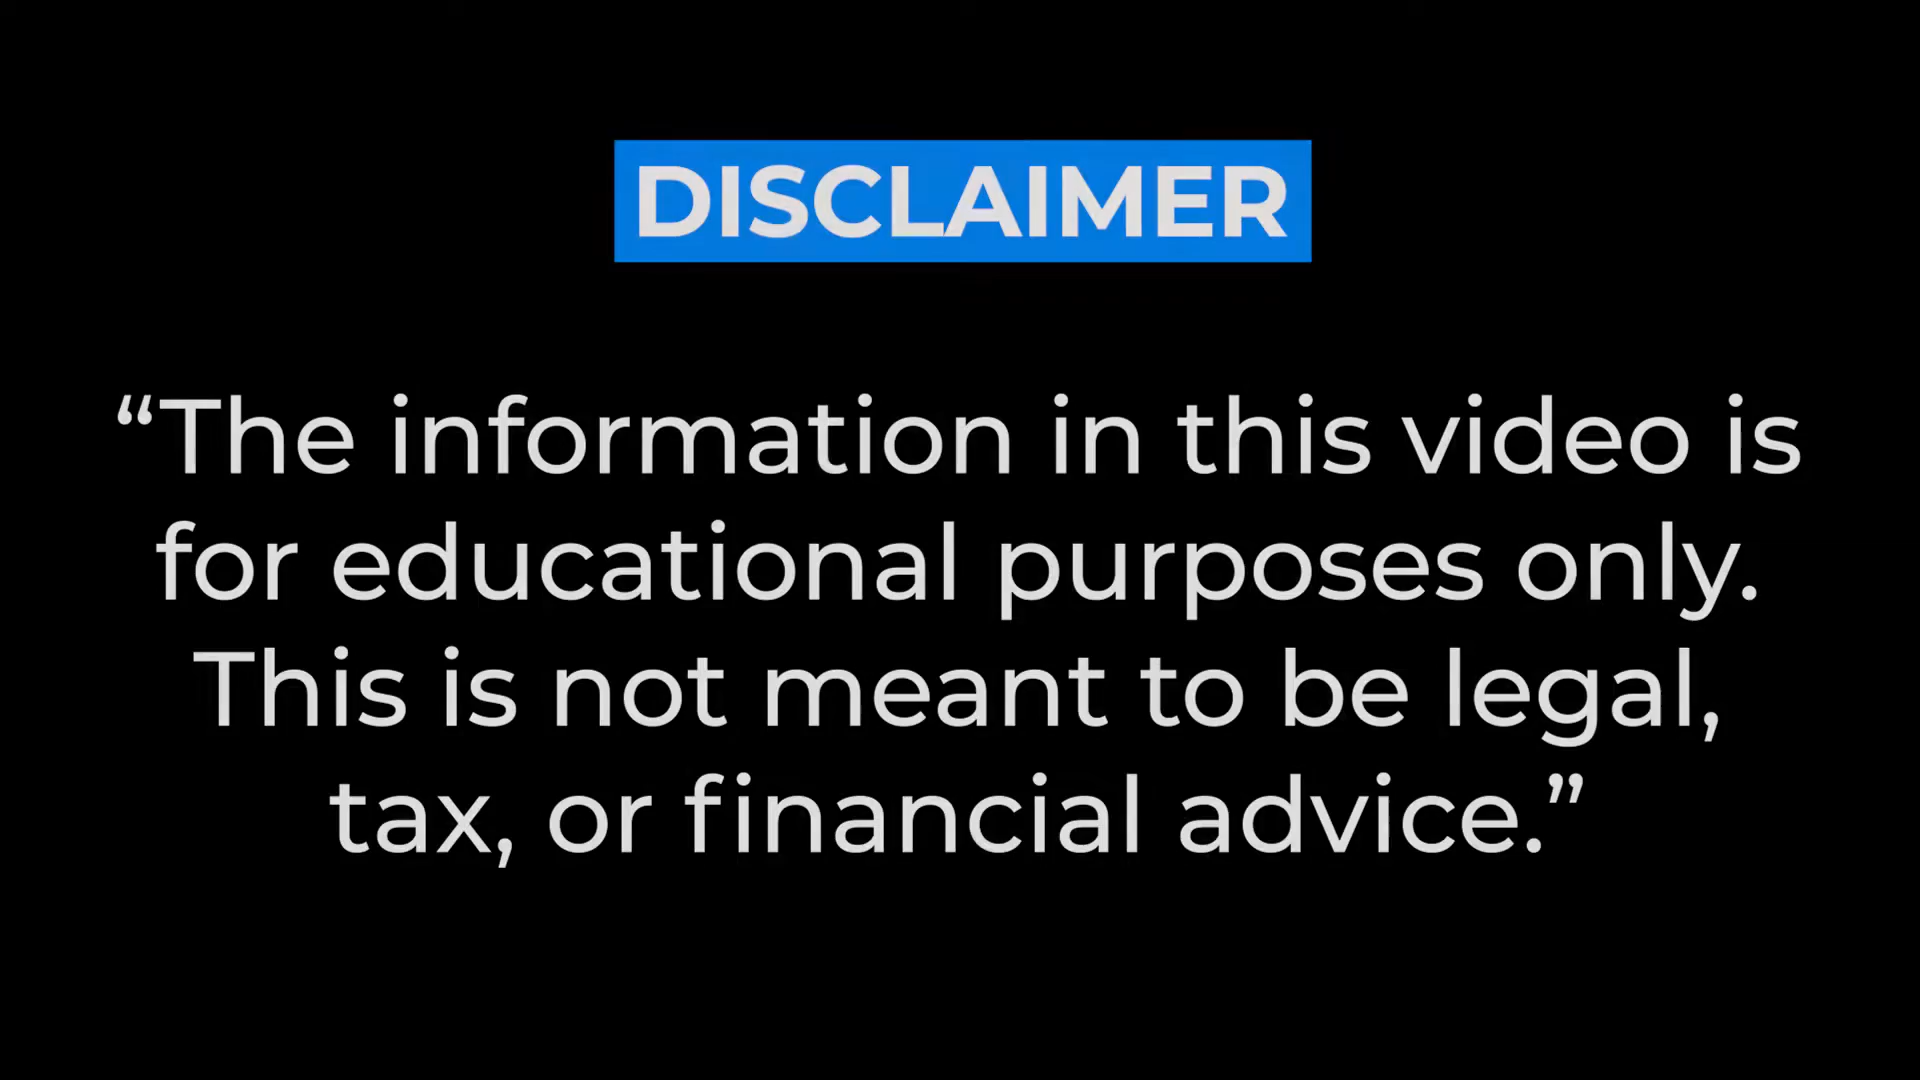 DISCLAIMER
“The information in this video is
for educational purposes only.
This is not meant to be legal,
tax, or financial advice.”